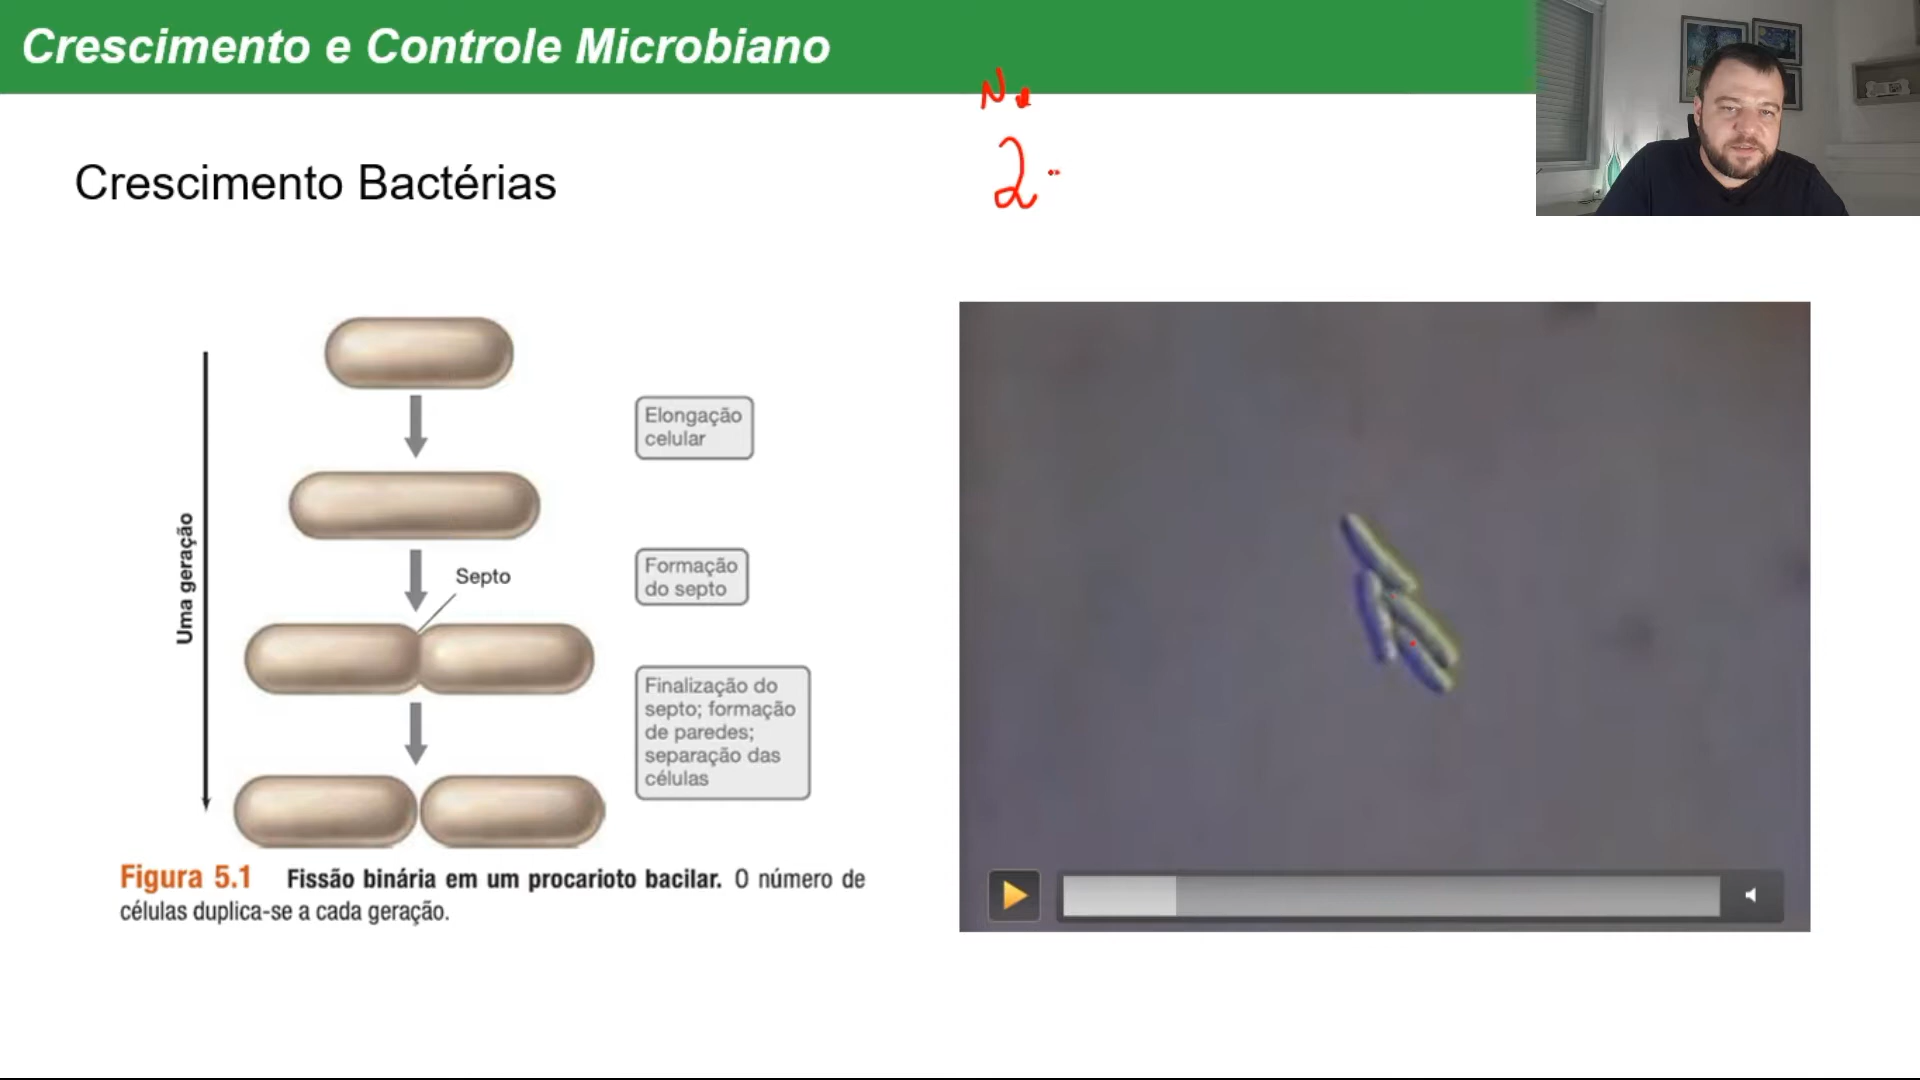 Crescimento e Controle Microbiano
N
2
Crescimento Bactérias
Uma geração
Elongação
celular
Septo
Formação
do septo
Finalização do
septo; formação
de paredes;
separação das
células
Figura 5.1 Fissão binária em um procarioto bacilar. O número de
células duplica-se a cada geração.